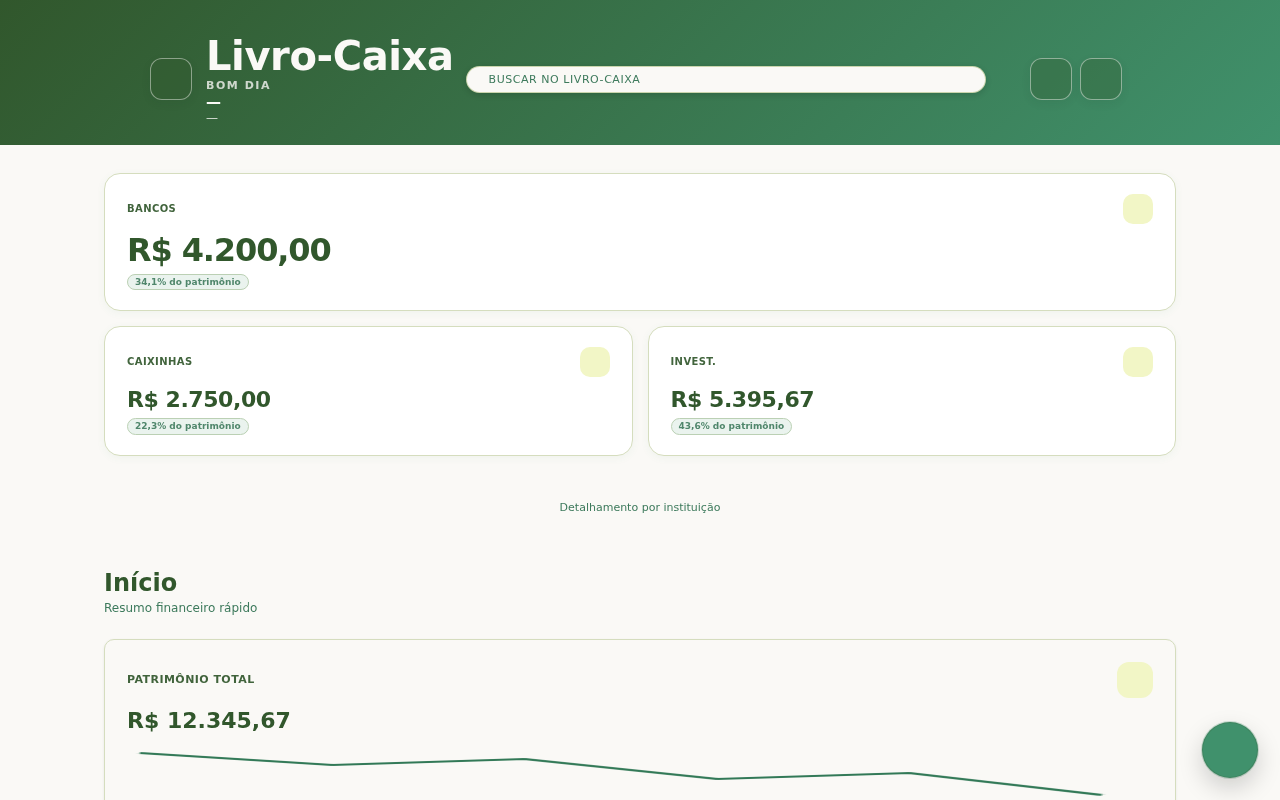 Livro-Caixa
BOM DIA
—
—
BUSCAR NO LIVRO-CAIXA
BANCOS
R$ 4.200,00
34,1% do patrimônio
CAIXINHAS
R$ 2.750,00
22,3% do patrimônio
INVEST.
R$ 5.395,67
43,6% do patrimônio
Detalhamento por instituição
Início
Resumo financeiro rápido
PATRIMÔNIO TOTAL
R$ 12.345,67